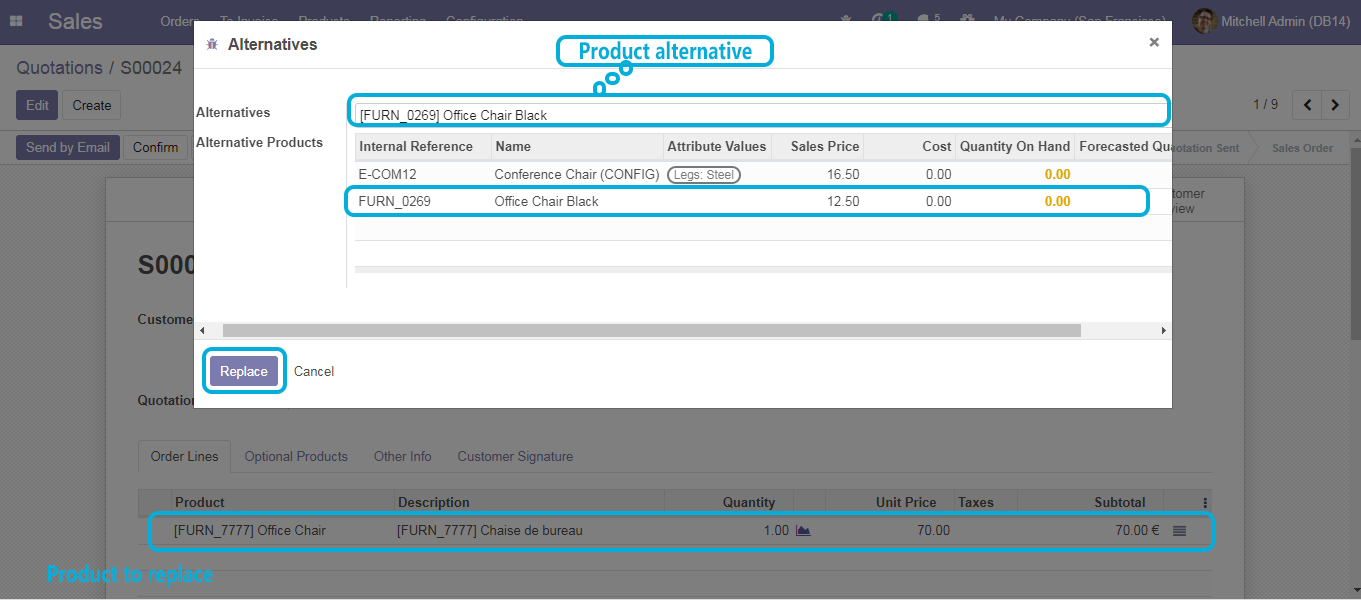 Sales Orders To Invoice Products Reporting Configuration 1 5 My Company (San Francisco) Mitchell Admin (DB14)
Alternatives ×
Product alternative
Quotations / S00024
Edit Create
1 / 9
Alternatives [FURN_0269] Office Chair Black
Alternative Products
Send by Email Confirm
Quotation Sent Sales Order
Internal Reference Name Attribute Values Sales Price Cost Quantity On Hand Forecasted Qua
E-COM12 Conference Chair (CONFIG) Legs: Steel 16.50 0.00 0.00
FURN_0269 Office Chair Black 12.50 0.00 0.00
tomer
view
S000
Custome
Replace Cancel
Quotation
Order Lines Optional Products Other Info Customer Signature
Product Description Quantity Unit Price Taxes Subtotal
[FURN_7777] Office Chair [FURN_7777] Chaise de bureau 1.00 70.00 70.00 €
Product to replace